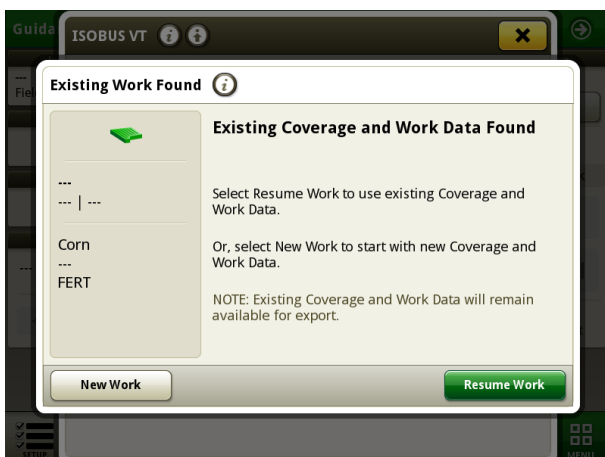 Guida
ISOBUS VT
---
Fiel
Existing Work Found
---
--- | ---
Corn
---
FERT
Existing Coverage and Work Data Found
Select Resume Work to use existing Coverage and
Work Data.
Or, select New Work to start with new Coverage and
Work Data.
NOTE: Existing Coverage and Work Data will remain
available for export.
---
New Work
Resume Work
SETUP
MENU